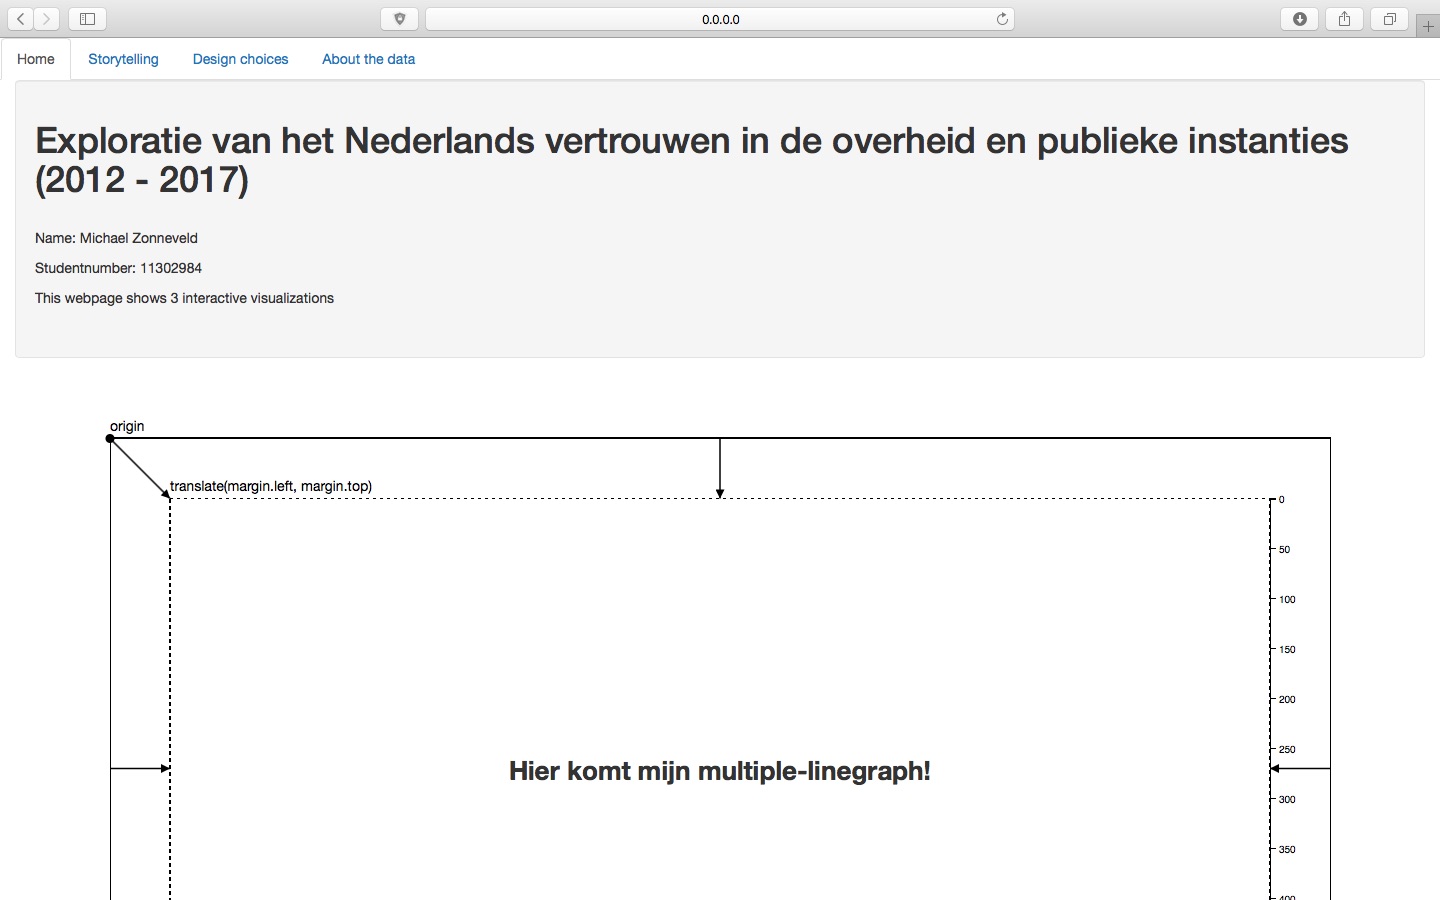 0.0.0.0
Home Storytelling Design choices About the data
Exploratie van het Nederlands vertrouwen in de overheid en publieke instanties
(2012 - 2017)
Name: Michael Zonneveld
Studentnumber: 11302984
This webpage shows 3 interactive visualizations
origin
translate(margin.left, margin.top)
0
50
100
150
200
250
Hier komt mijn multiple-linegraph!
300
350
400